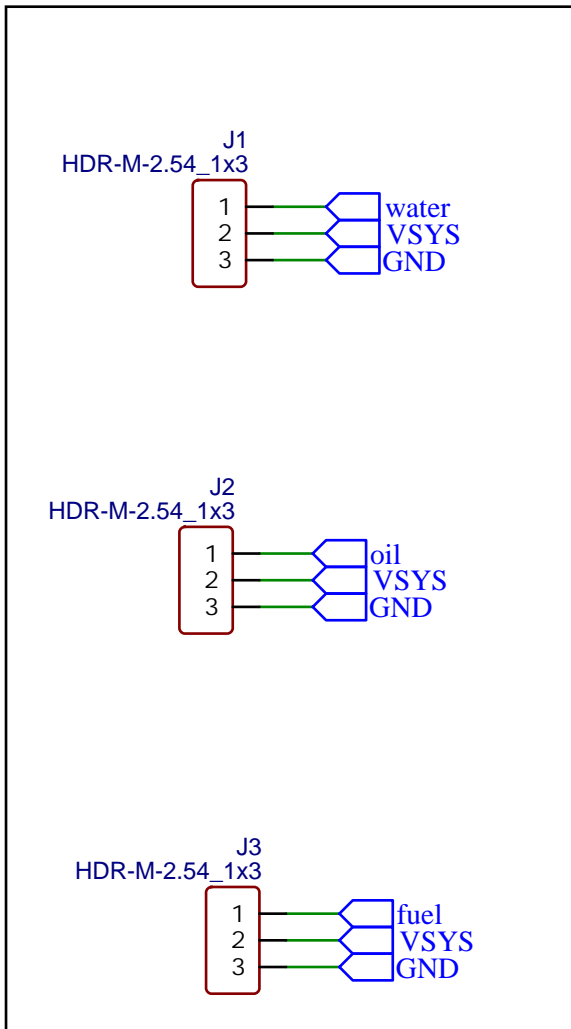 J1
HDR-M-2.54_1x3
1 water
2 VSYS
3 GND
J2
HDR-M-2.54_1x3
1 oil
2 VSYS
3 GND
J3
HDR-M-2.54_1x3
1 fuel
2 VSYS
3 GND